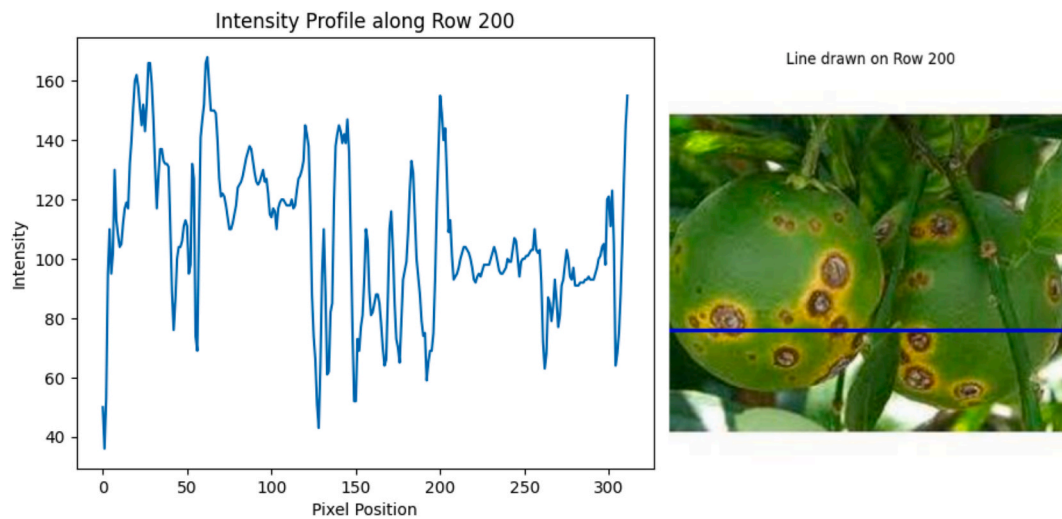 Intensity Profile along Row 200
Intensity
160
140
120
100
80
60
40
0 50 100 150 200 250 300
Pixel Position
Line drawn on Row 200